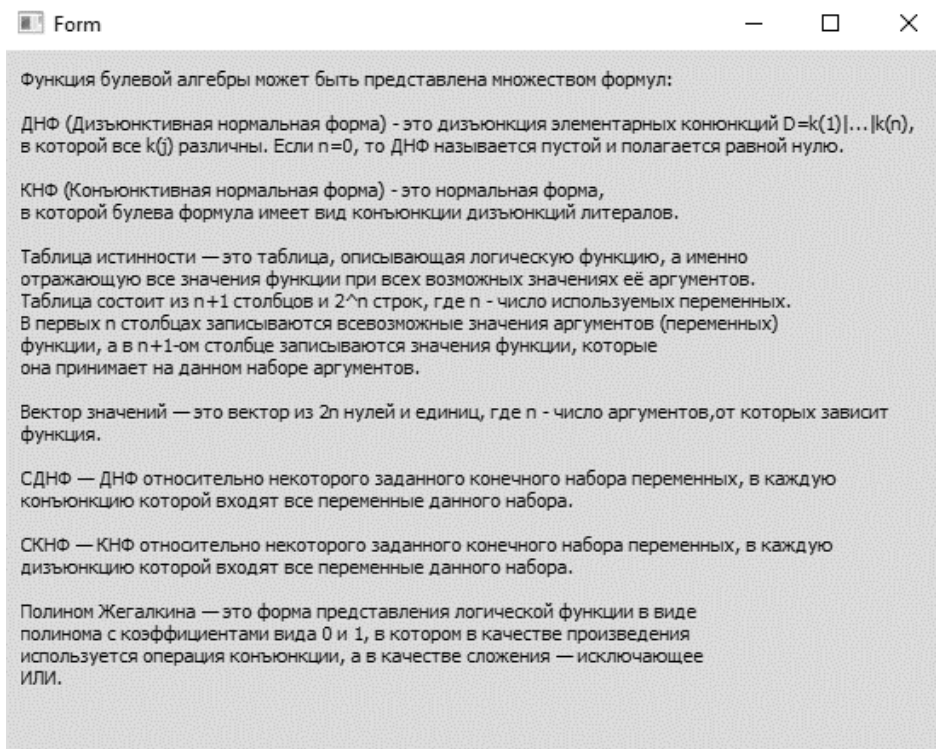 Form
Функция булевой алгебры может быть представлена множеством формул:
ДНФ (Дизъюнктивная нормальная форма) - это дизъюнкция элементарных конюнкций D=k(1)|...|k(n),
в которой все k(j) различны. Если n=0, то ДНФ называется пустой и полагается равной нулю.
КНФ (Конъюнктивная нормальная форма) - это нормальная форма,
в которой булева формула имеет вид конъюнкции дизъюнкций литералов.
Таблица истинности — это таблица, описывающая логическую функцию, а именно
отражающую все значения функции при всех возможных значениях её аргументов.
Таблица состоит из n+1 столбцов и 2^n строк, где n - число используемых переменных.
В первых n столбцах записываются всевозможные значения аргументов (переменных)
функции, а в n+1-ом столбце записываются значения функции, которые
она принимает на данном наборе аргументов.
Вектор значений — это вектор из 2n нулей и единиц, где n - число аргументов,от которых зависит
функция.
СДНФ — ДНФ относительно некоторого заданного конечного набора переменных, в каждую
конъюнкцию которой входят все переменные данного набора.
СКНФ — КНФ относительно некоторого заданного конечного набора переменных, в каждую
дизъюнкцию которой входят все переменные данного набора.
Полином Жегалкина — это форма представления логической функции в виде
полинома с коэффициентами вида 0 и 1, в котором в качестве произведения
используется операция конъюнкции, а в качестве сложения — исключающее
ИЛИ.